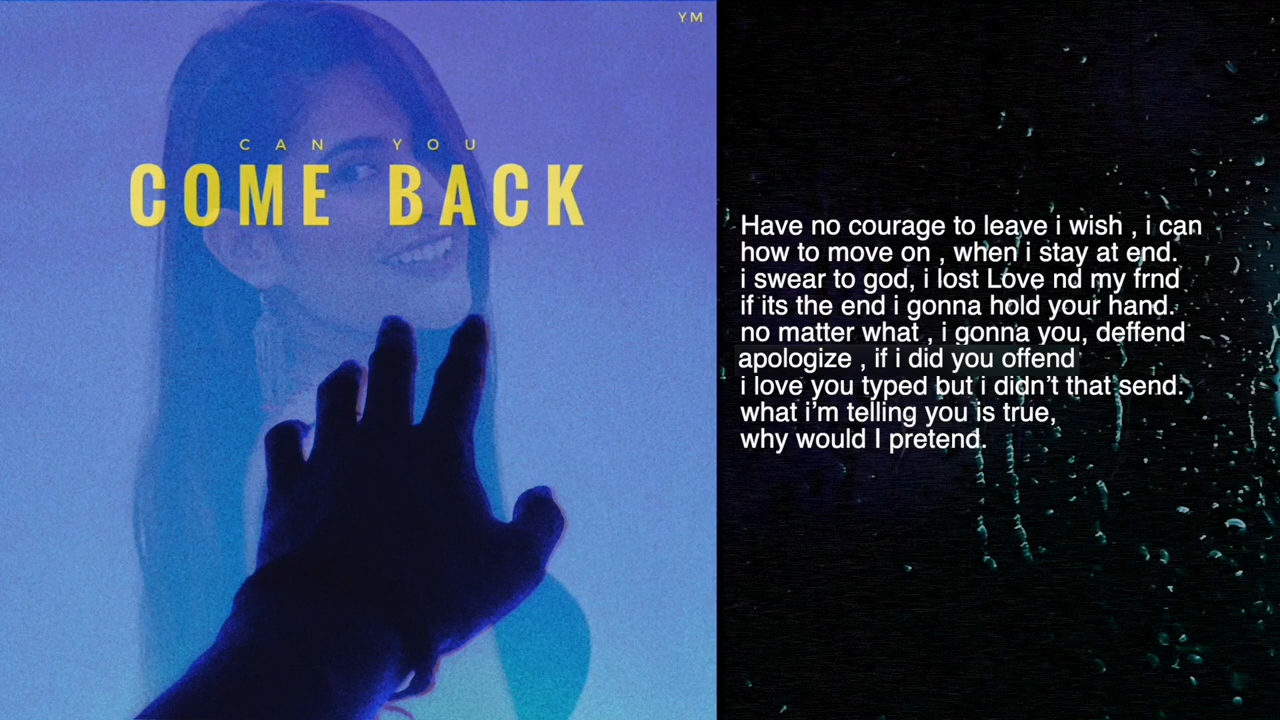 YM
CAN YOU
COME BACK
Have no courage to leave i wish , i can
how to move on , when i stay at end.
i swear to god, i lost Love nd my frnd
if its the end i gonna hold your hand.
no matter what , i gonna you, deffend
apologize , if i did you offend
i love you typed but i didn’t that send.
what i’m telling you is true,
why would I pretend.